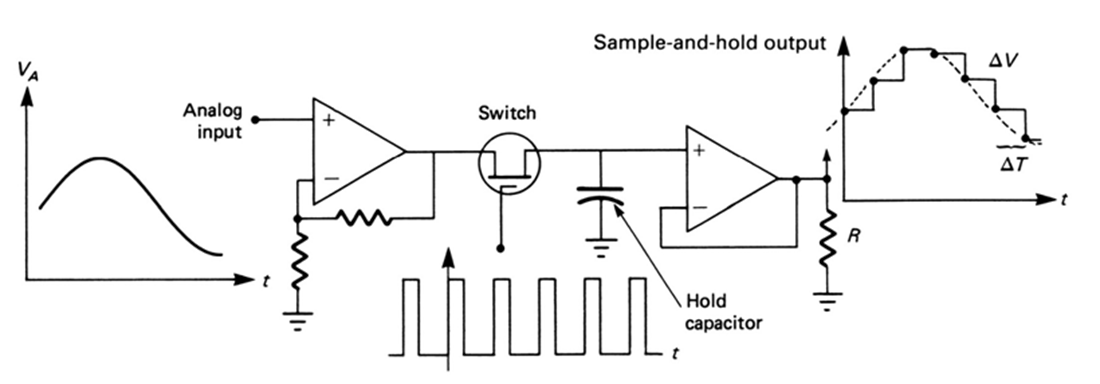 Sample-and-hold output
V_A
ΔV
Analog
input
Switch
+
+
−
−
ΔT
t
R
t
Hold
capacitor
t